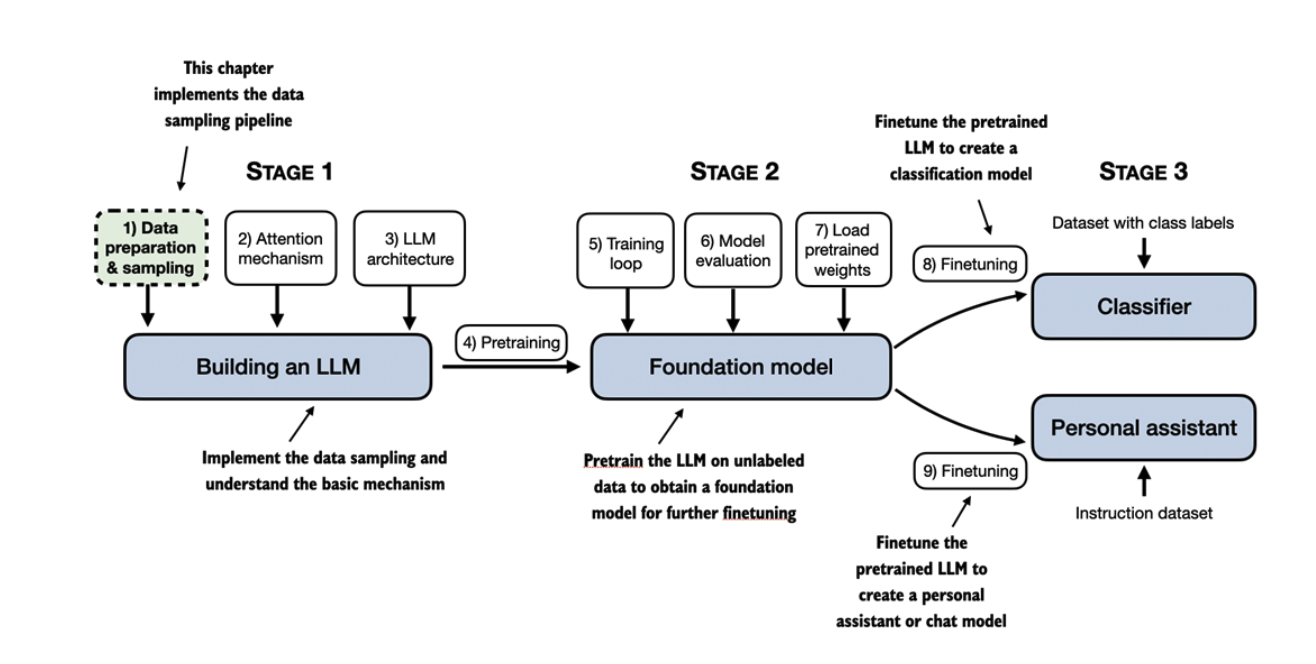 This chapter
implements the data
sampling pipeline
STAGE 1
1) Data
preparation
& sampling
2) Attention
mechanism
3) LLM
architecture
Building an LLM
Implement the data sampling and
understand the basic mechanism
4) Pretraining
STAGE 2
5) Training
loop
6) Model
evaluation
7) Load
pretrained
weights
Foundation model
Pretrain the LLM on unlabeled
data to obtain a foundation
model for further finetuning
Finetune the pretrained
LLM to create a
classification model
STAGE 3
8) Finetuning
Dataset with class labels
Classifier
Personal assistant
9) Finetuning
Instruction dataset
Finetune the
pretrained LLM to
create a personal
assistant or chat model